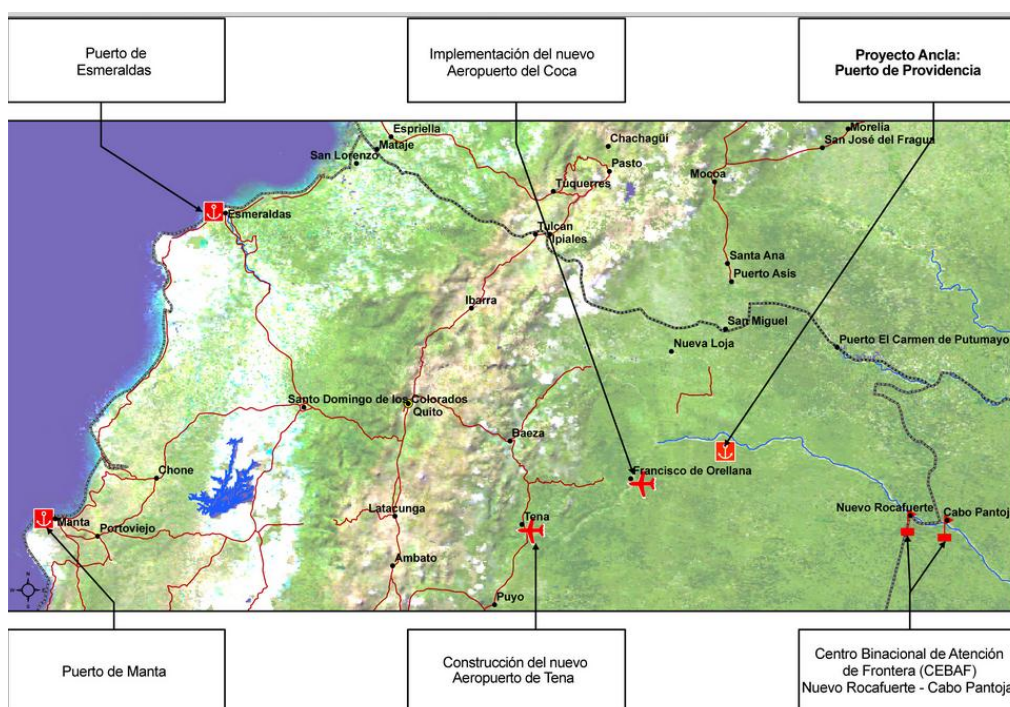 Puerto de
Esmeraldas
Implementación del nuevo
Aeropuerto del Coca
Proyecto Ancla:
Puerto de Providencia
Espriella
Mataje
San Lorenzo
Chachagüi
Pasto
Tuquerres
Morelia
San José del Fragua
Mocoa
Esmeraldas
Tulcan
Ipiales
Santa Ana
Puerto Asis
Ibarra
San Miguel
Nueva Loja
Puerto El Carmen de Putumayo
Santo Domingo de los Colorados
Quito
Baeza
Chone
Francisco de Orellana
Manta
Portoviejo
Latacunga
Tena
Nuevo Rocafuerte
Cabo Pantoja
Ambato
Puyo
N
Puerto de Manta
Construcción del nuevo
Aeropuerto de Tena
Centro Binacional de Atención
de Frontera (CEBAF)
Nuevo Rocafuerte - Cabo Pantoja